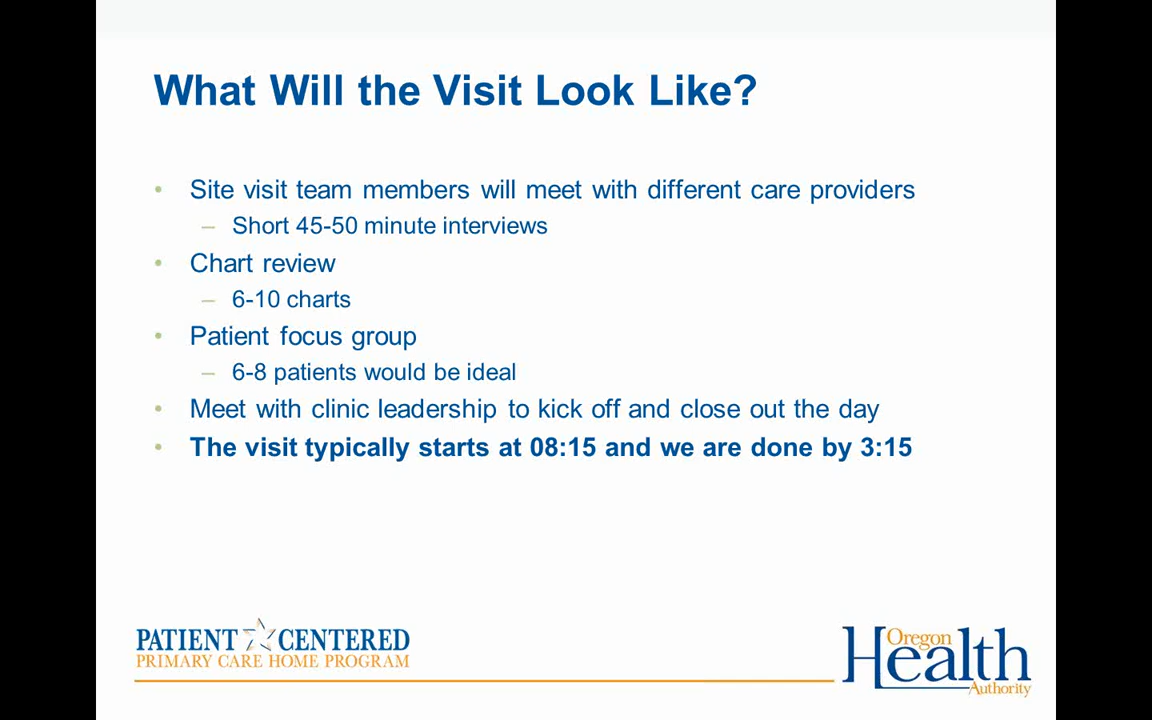 What Will the Visit Look Like?
• Site visit team members will meet with different care providers
– Short 45-50 minute interviews
• Chart review
– 6-10 charts
• Patient focus group
– 6-8 patients would be ideal
• Meet with clinic leadership to kick off and close out the day
• The visit typically starts at 08:15 and we are done by 3:15
PATIENT CENTERED
PRIMARY CARE HOME PROGRAM
Oregon
Health
Authority